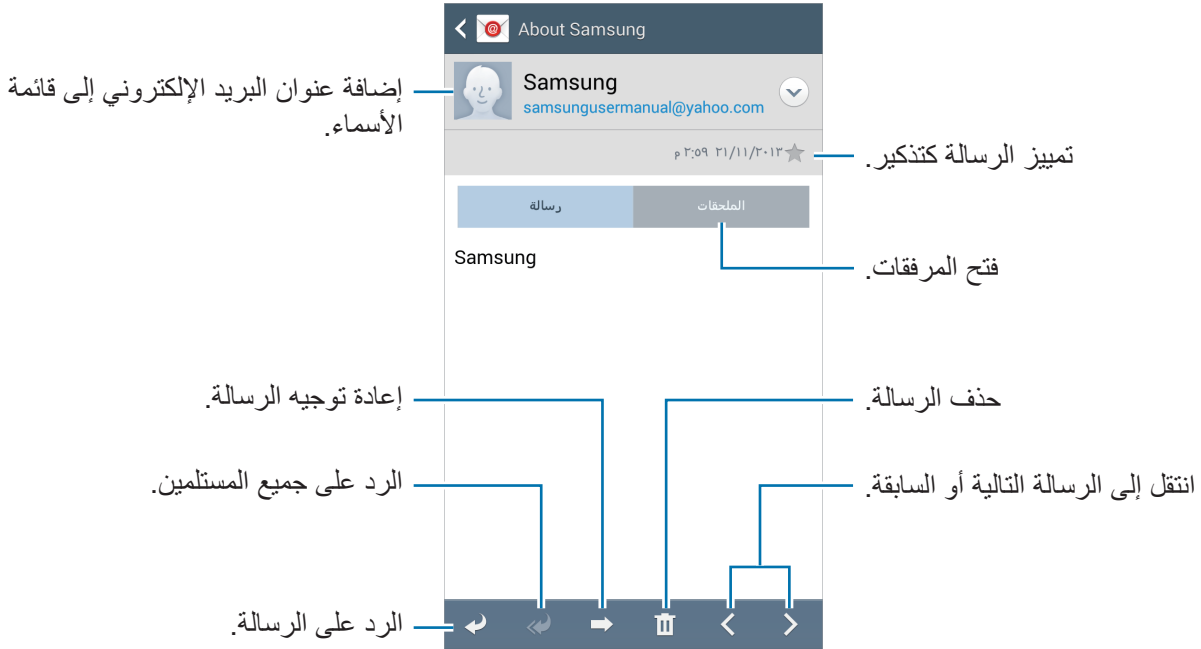 About Samsung
Samsung
samsungusermanual@yahoo.com
إضافة عنوان البريد الإلكتروني إلى قائمة
الأسماء.
٢١/١١/٢٠١٣ ٢:٥٩ م
تمييز الرسالة كتذكير.
رسالة
الملحقات
Samsung
فتح المرفقات.
إعادة توجيه الرسالة.
حذف الرسالة.
الرد على جميع المستلمين.
انتقل إلى الرسالة التالية أو السابقة.
الرد على الرسالة.